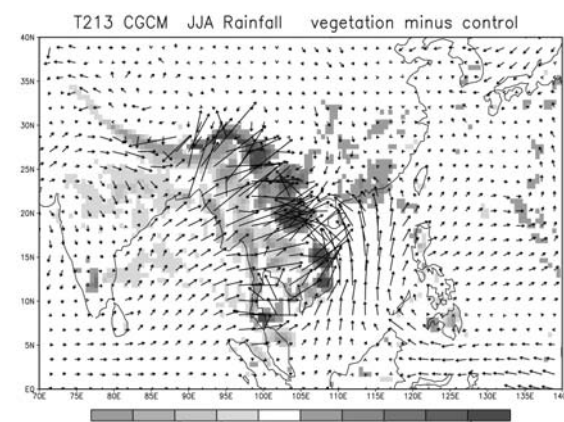 T213 CGCM JJA Rainfall vegetation minus control
40N
35N
30N
25N
20N
15N
10N
5N
EQ
70E 75E 80E 85E 90E 95E 100E 105E 110E 115E 120E 125E 130E 135E 140